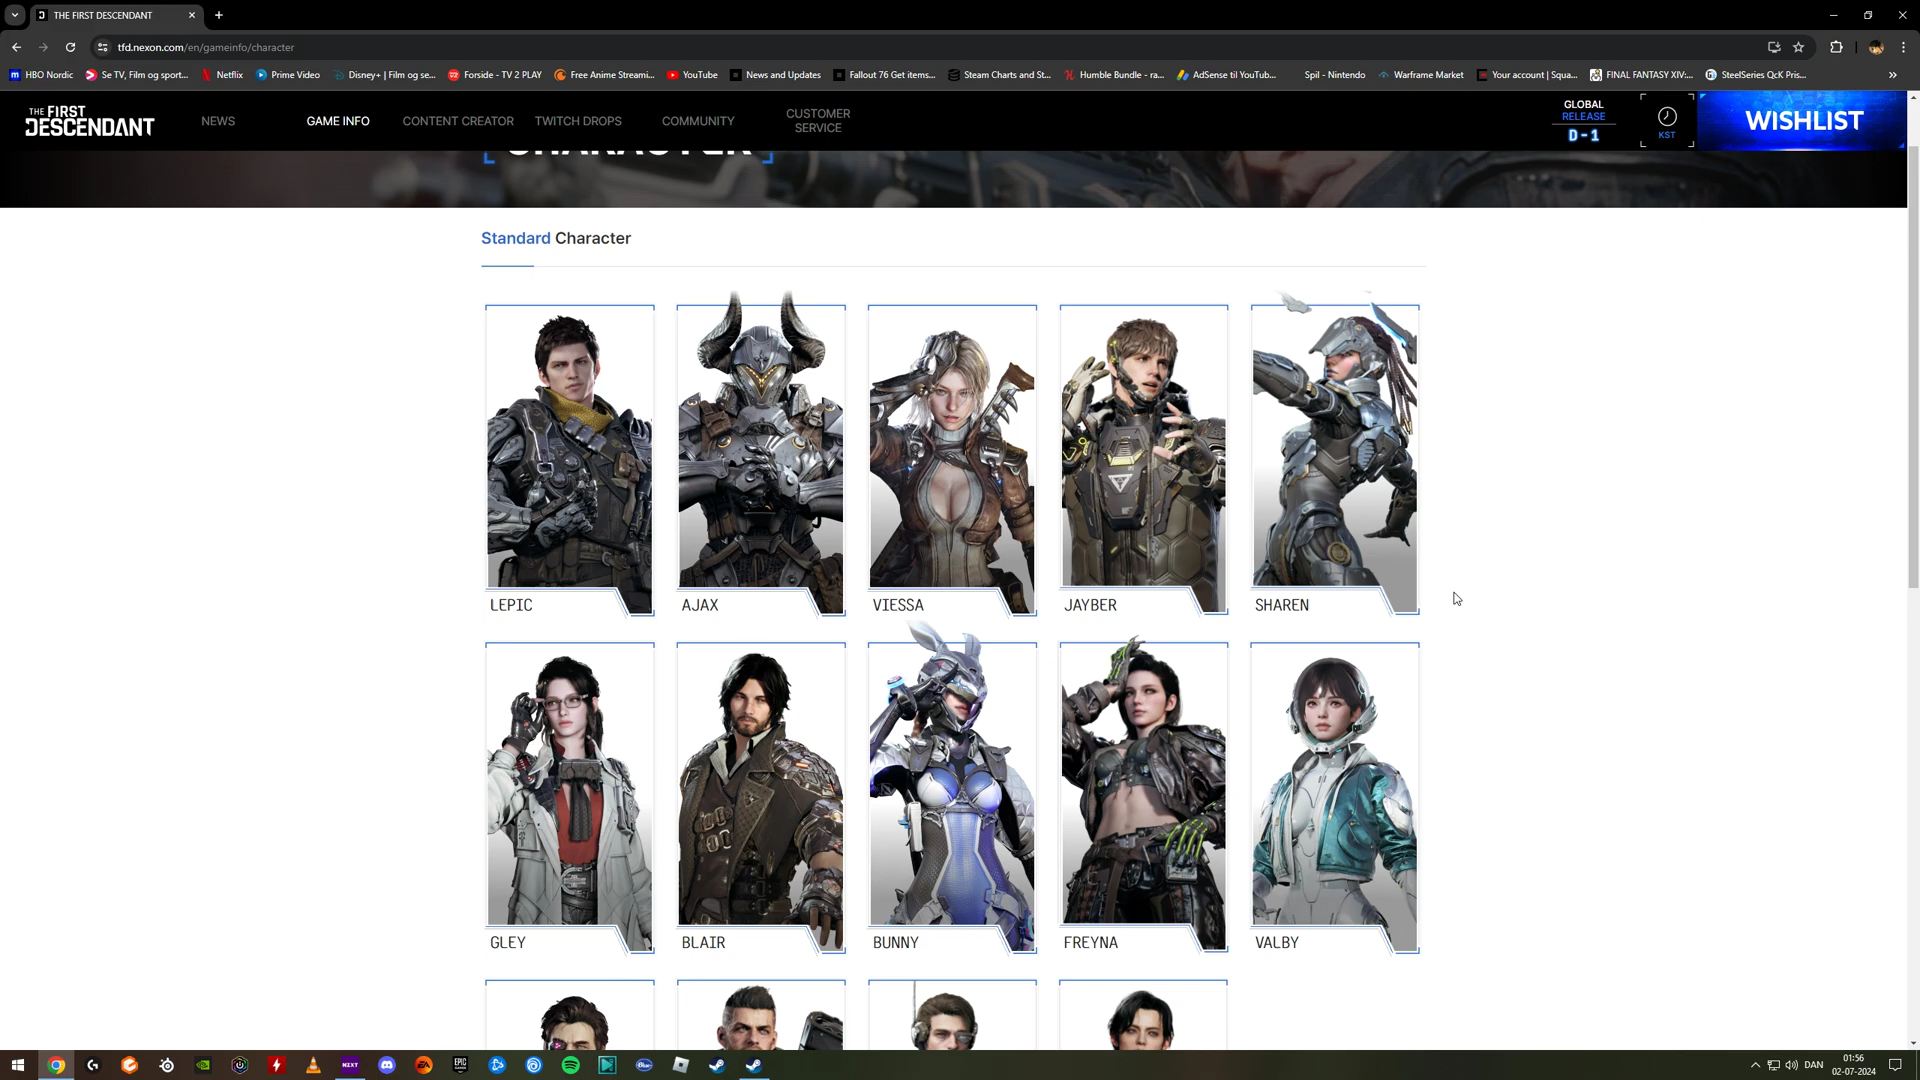 THE FIRST DESCENDANT
tfd.nexon.com/en/gameinfo/character
HBO Nordic
Se TV, Film og sport...
Netflix
Prime Video
Disney+ | Film og se...
Forside - TV 2 PLAY
Free Anime Streami...
YouTube
News and Updates
Fallout 76 Get items...
Steam Charts and St...
Humble Bundle - ra...
AdSense til YouTub...
Spil - Nintendo
Warframe Market
Your account | Squa...
FINAL FANTASY XIV:...
SteelSeries QcK Pris...
THE FIRST
DESCENDANT
NEWS
GAME INFO
CONTENT CREATOR
TWITCH DROPS
COMMUNITY
CUSTOMER
SERVICE
GLOBAL
RELEASE
D-1
KST
WISHLIST
CHARACTER
Standard Character
LEPIC
AJAX
VIESSA
JAYBER
SHAREN
GLEY
BLAIR
BUNNY
FREYNA
VALBY
DAN
01:56
02-07-2024